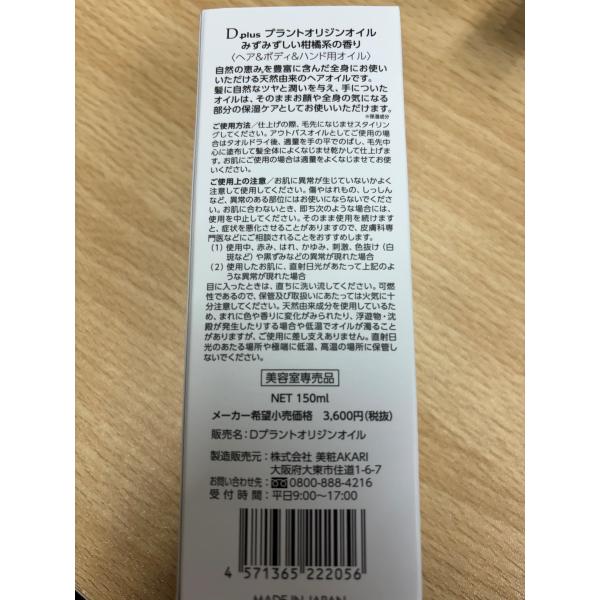 D.plus プラントオリジンオイル
みずみずしい柑橘系の香り
〈ヘア&ボディ&ハンド用オイル〉
自然の恵み*を豊富に含んだ全身にお使い
いただける天然由来のヘアオイルです。
髪に自然なツヤと潤いを与え、手についた
オイルは、そのままお顔や全身の気になる
部分の保湿ケアとしてお使いいただけます。
※保湿成分
ご使用方法/仕上げの際、毛先になじませスタイリン
グしてください。アウトバスオイルとしてご使用の場合
はタオルドライ後、適量を手の平でのばし、毛先中
心に塗布して髪全体によくなじませ乾かして仕上げま
す。お肌にご使用の場合は適量をよくなじませてお使
いください。
ご使用上の注意/お肌に異常が生じていないかよく
注意して使用してください。傷やはれもの、しっしん
など、異常のある部位にはお使いにならないでくださ
い。お肌に合わないとき、即ち次のような場合には、
使用を中止してください。そのまま使用を続けます
と、症状を悪化させることがありますので、皮膚科専
門医などにご相談されることをおすすめします。
(1) 使用中、赤み、はれ、かゆみ、刺激、色抜け(白
斑など)や黒ずみなどの異常が現れた場合
(2) 使用したお肌に、直射日光があたって上記のよ
うな異常が現れた場合
目に入ったときは、直ちに洗い流してください。可燃
性であるので、保管及び取扱いにあたっては火気に十
分注意してください。天然由来成分を使用しているた
め、まれに色や香りに変化がみられたり、浮遊物・沈
殿が発生したりする場合や低温でオイルが濁ること
がありますが、ご使用に差し支えありません。直射日
光のあたる場所や極端に低温、高温の場所に保管し
ないでください。
美容室専売品
NET 150ml
メーカー希望小売価格 3,600円(税抜)
販売名:Dプラントオリジンオイル
製造販売元:株式会社 美粧AKARI
大阪府大東市住道1-6-7
お問い合わせ先:0800-888-4216
受付時間:平日9:00〜17:00
4 571365 222056
MADE IN JAPAN